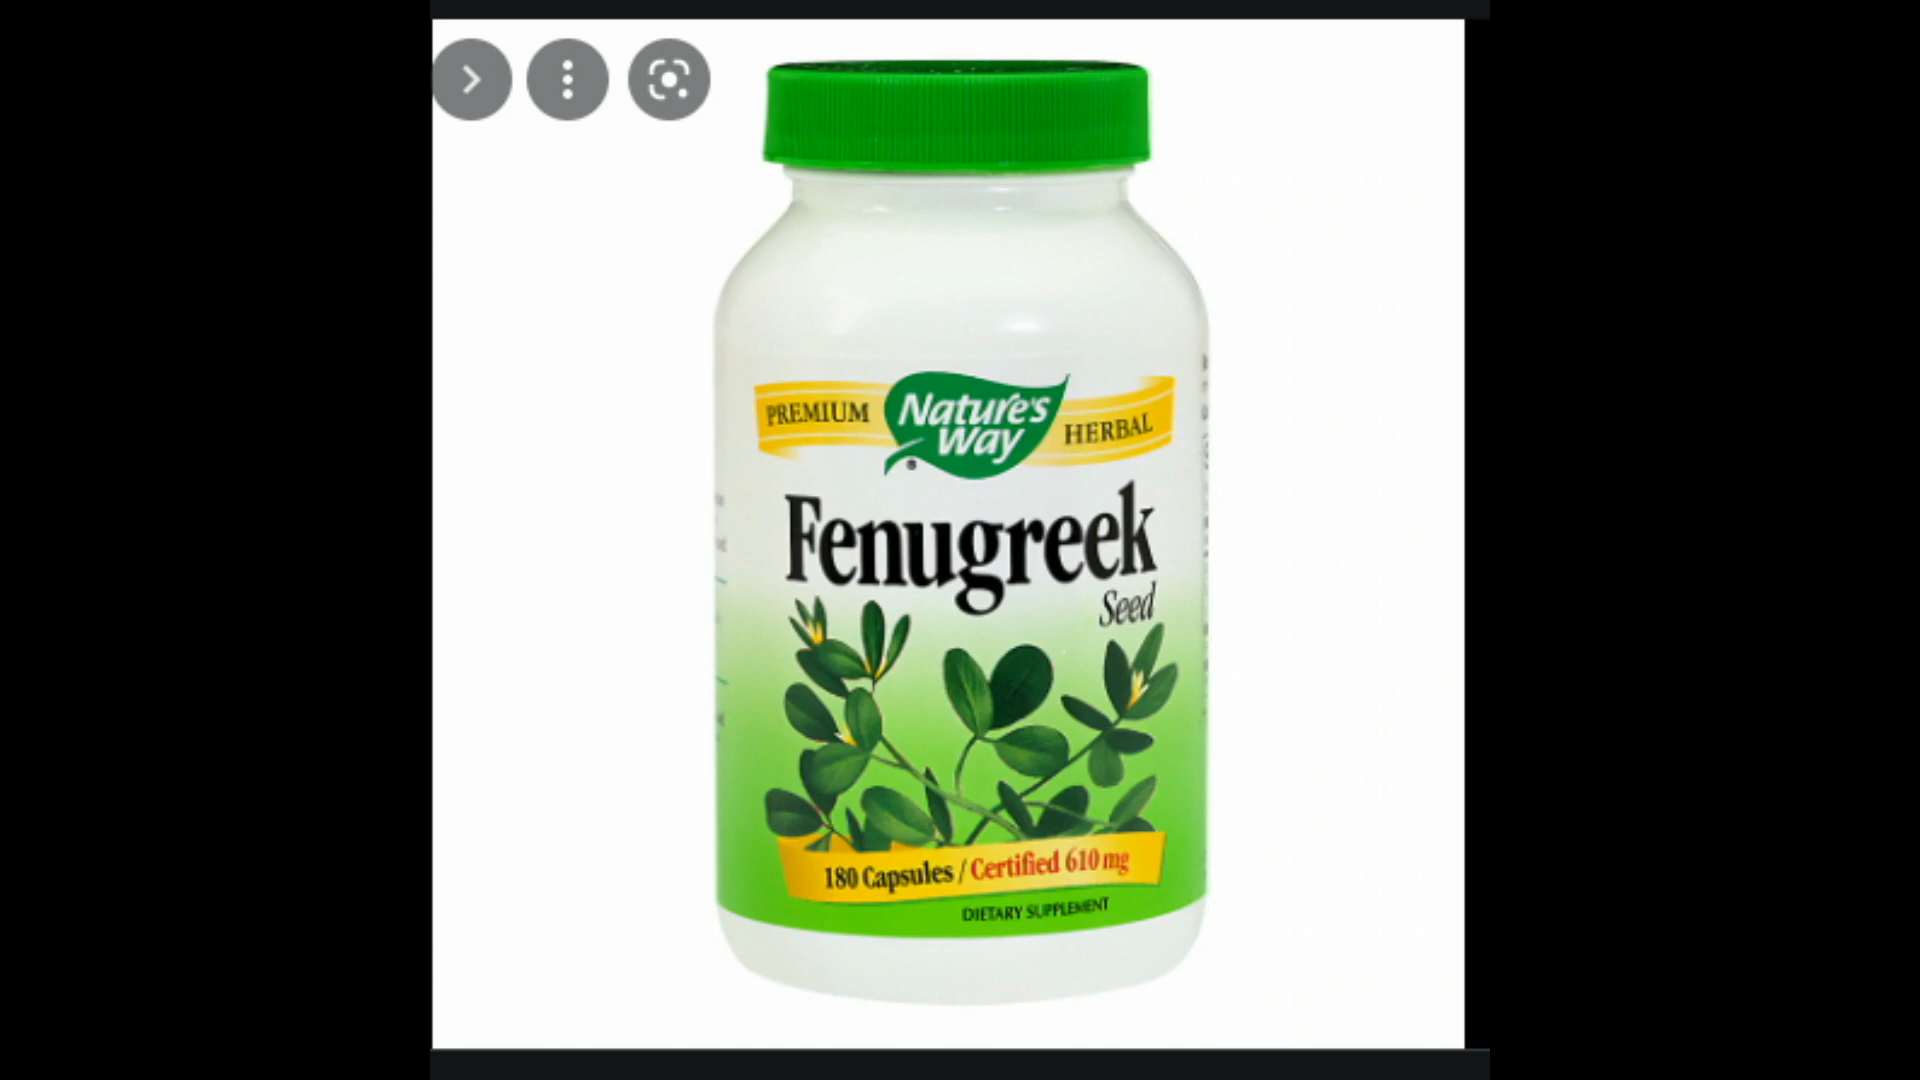 PREMIUM
Nature's
Way
®
HERBAL
Fenugreek
Seed
180 Capsules / Certified 610 mg
DIETARY SUPPLEMENT